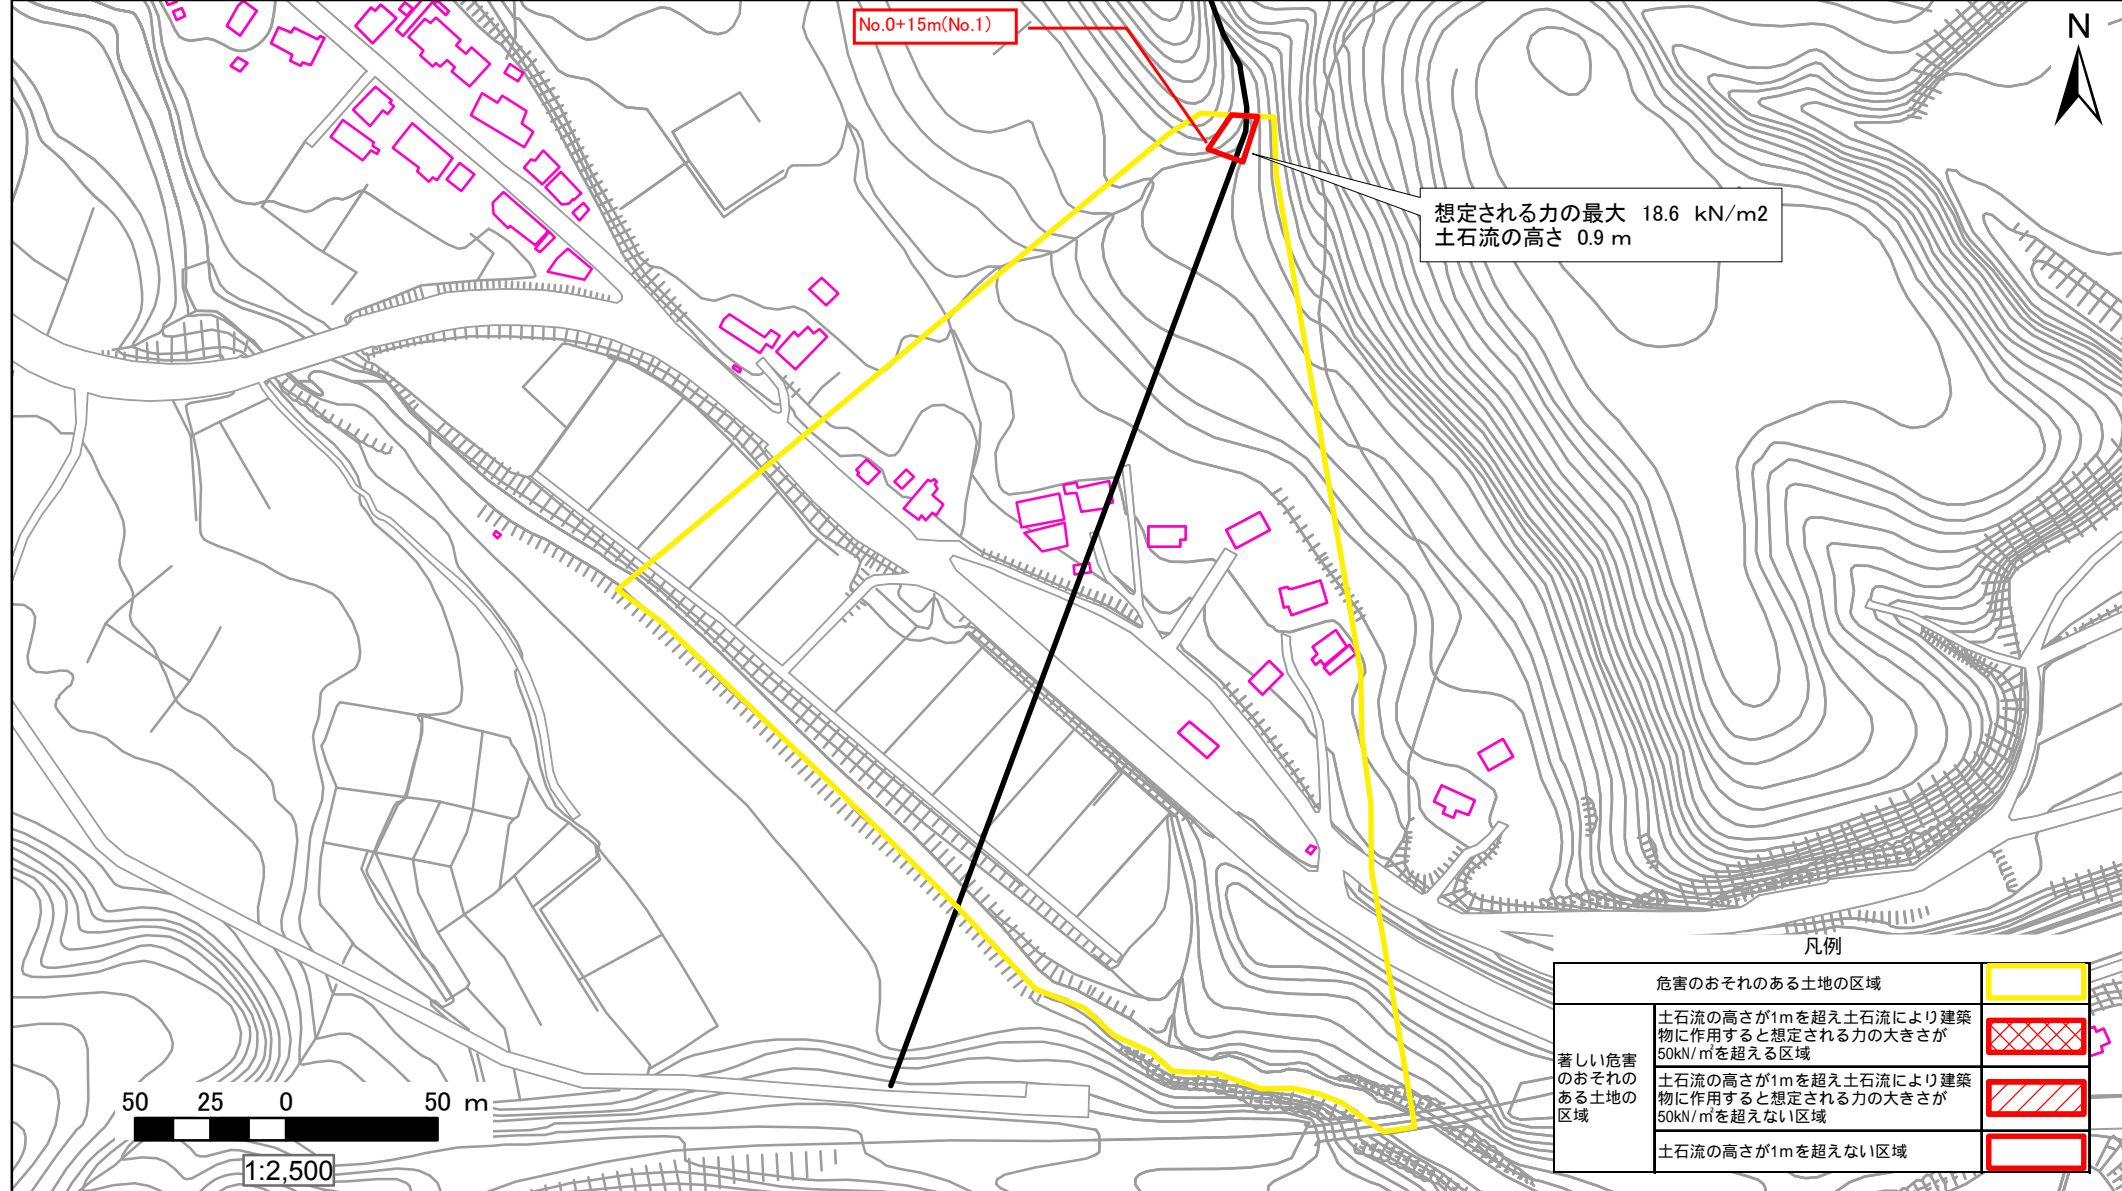 No.0+15m(No.1)
N
想定される力の最大 18.6 kN/m2
土石流の高さ 0.9 m
凡例
危害のおそれのある土地の区域
著しい危害
のおそれの
ある土地の
区域
土石流の高さが1mを超え土石流により建築
物に作用すると想定される力の大きさが
50kN/㎡を超える区域
土石流の高さが1mを超え土石流により建築
物に作用すると想定される力の大きさが
50kN/㎡を超えない区域
土石流の高さが1mを超えない区域
50 25 0 50 m
1:2,500